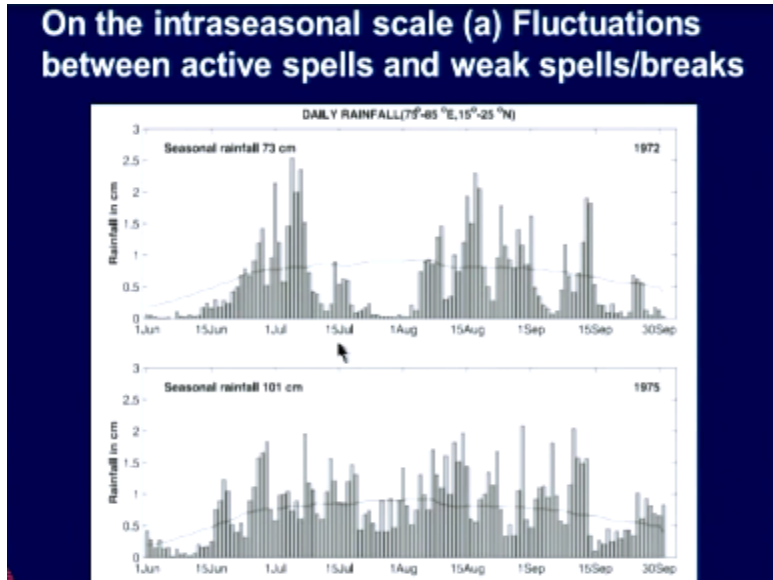 On the intraseasonal scale (a) Fluctuations
between active spells and weak spells/breaks
DAILY RAINFALL(75°-85 °E,15°-25 °N)
3
Seasonal rainfall 73 cm
1972
2.5
2
1.5
1
0.5
0
Rainfall in cm
1Jun 15Jun 1Jul 15Jul 1Aug 15Aug 1Sep 15Sep 30Sep
3
Seasonal rainfall 101 cm
1975
2.5
2
1.5
1
0.5
0
Rainfall in cm
1Jun 15Jun 1Jul 15Jul 1Aug 15Aug 1Sep 15Sep 30Sep